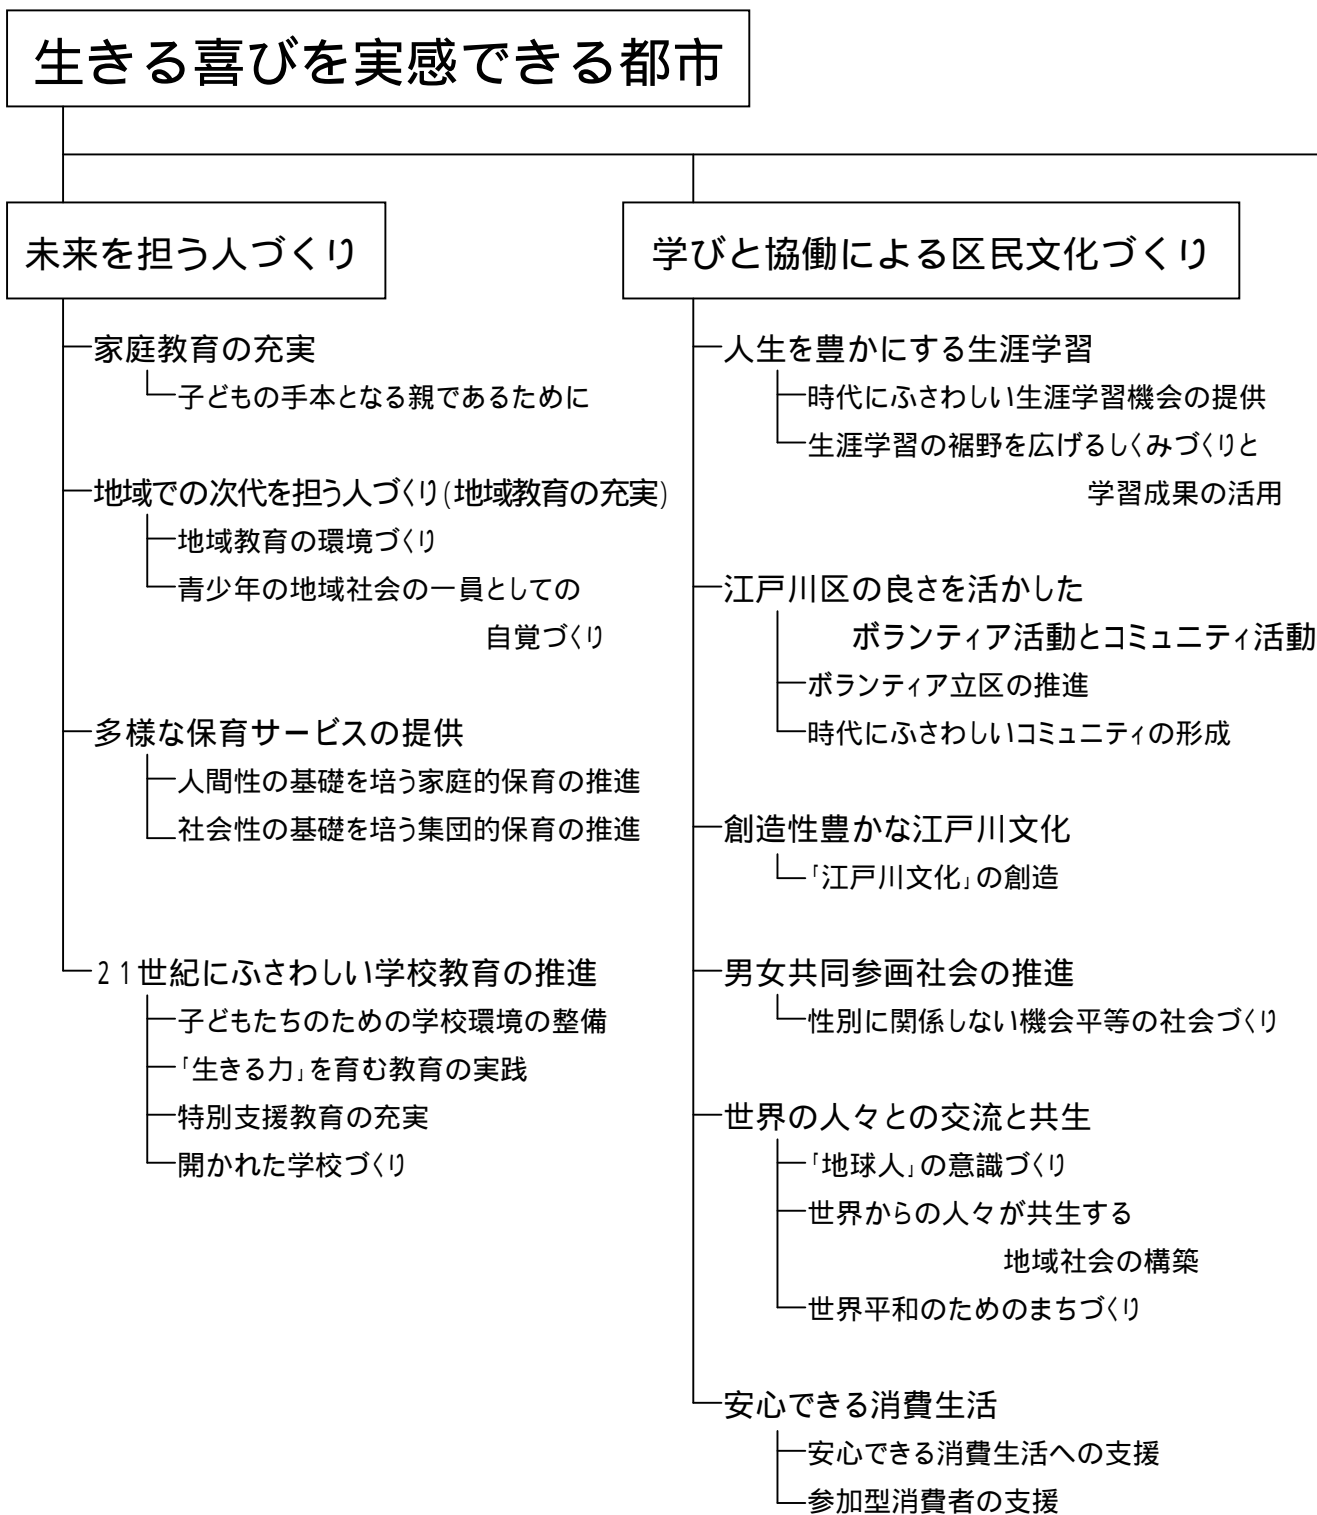 生きる喜びを実感できる都市
未来を担う人づくり
家庭教育の充実
子どもの手本となる親であるために
地域での次代を担う人づくり(地域教育の充実)
地域教育の環境づくり
青少年の地域社会の一員としての
自覚づくり
多様な保育サービスの提供
人間性の基礎を培う家庭的保育の推進
社会性の基礎を培う集団的保育の推進
21世紀にふさわしい学校教育の推進
子どもたちのための学校環境の整備
「生きる力」を育む教育の実践
特別支援教育の充実
開かれた学校づくり
学びと協働による区民文化づくり
人生を豊かにする生涯学習
時代にふさわしい生涯学習機会の提供
生涯学習の裾野を広げるしくみづくりと
学習成果の活用
江戸川区の良さを活かした
ボランティア活動とコミュニティ活動
ボランティア立区の推進
時代にふさわしいコミュニティの形成
創造性豊かな江戸川文化
「江戸川文化」の創造
男女共同参画社会の推進
性別に関係しない機会平等の社会づくり
世界の人々との交流と共生
「地球人」の意識づくり
世界からの人々が共生する
地域社会の構築
世界平和のためのまちづくり
安心できる消費生活
安心できる消費生活への支援
参加型消費者の支援